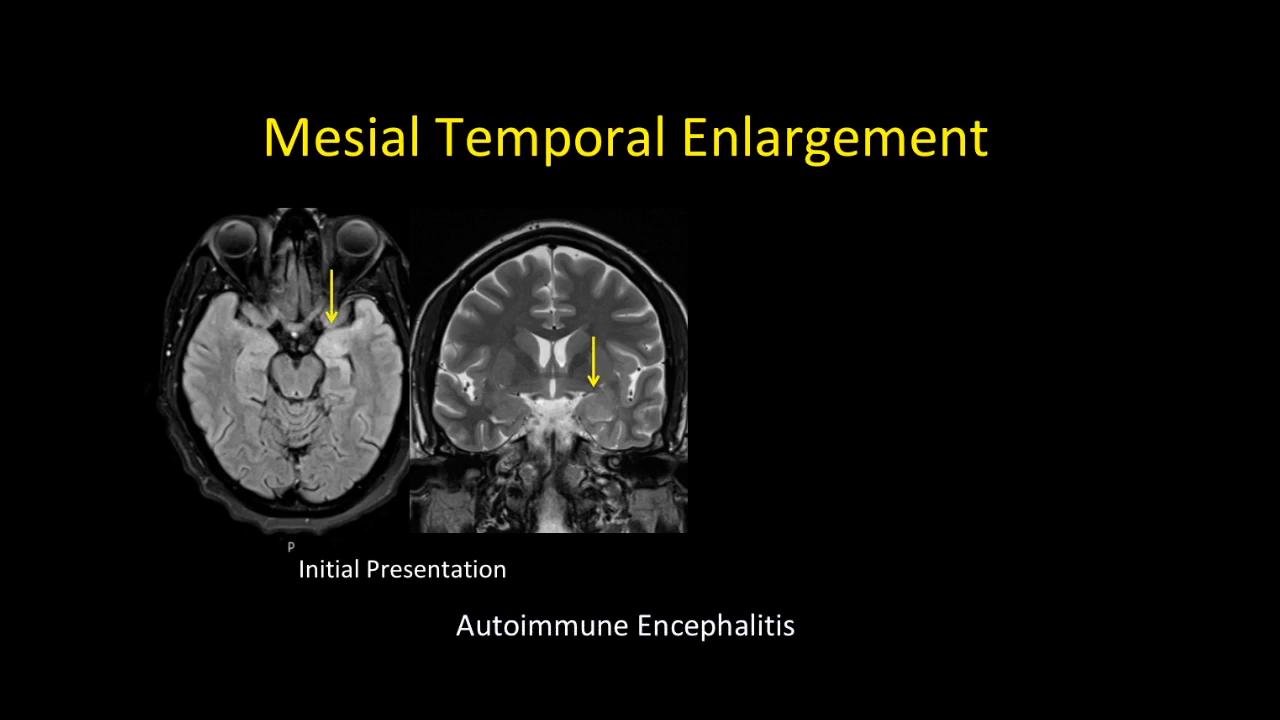 Mesial Temporal Enlargement
P
Initial Presentation
Autoimmune Encephalitis